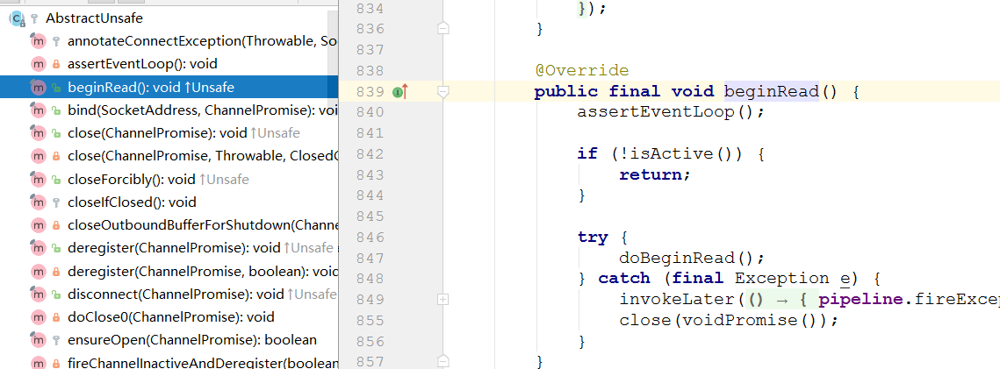 AbstractUnsafe
annotateConnectException(Throwable, So
assertEventLoop(): void
beginRead(): void ↑Unsafe
bind(SocketAddress, ChannelPromise): voi
close(ChannelPromise): void ↑Unsafe
close(ChannelPromise, Throwable, ClosedC
closeForcibly(): void ↑Unsafe
closeIfClosed(): void
closeOutboundBufferForShutdown(Channe
deregister(ChannelPromise): void ↑Unsafe
deregister(ChannelPromise, boolean): void
disconnect(ChannelPromise): void ↑Unsafe
doClose0(ChannelPromise): void
ensureOpen(ChannelPromise): boolean
fireChannelInactiveAndDeregister(boolean
834 });
836 }
837
838 @Override
839 public final void beginRead() {
840 assertEventLoop();
841
842 if (!isActive()) {
843 return;
844 }
845
846 try {
847 doBeginRead();
848 } catch (final Exception e) {
849 invokeLater(() → { pipeline.fireExcep
855 close(voidPromise());
856 }
857 }